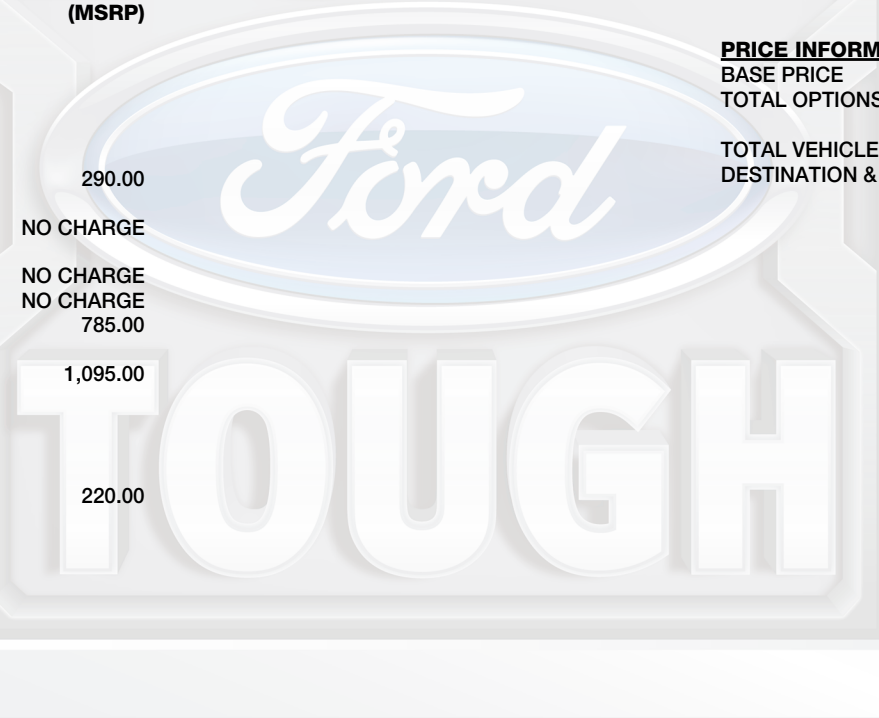 (MSRP)
290.00
NO CHARGE
NO CHARGE
NO CHARGE
785.00
1,095.00
220.00
PRICE INFORM
BASE PRICE
TOTAL OPTIONS
TOTAL VEHICLE
DESTINATION &
Ford
TOUGH